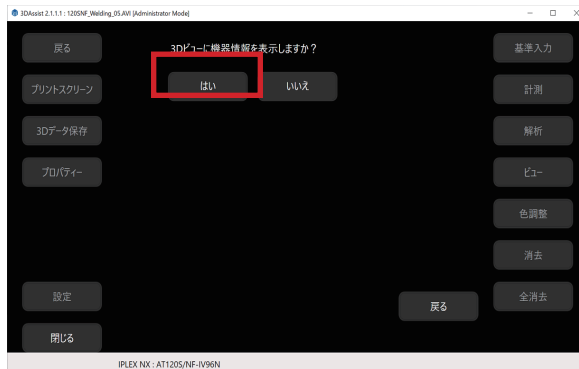 3DAssist 2.1.1.1 : 120SNF_Welding_05.AVI [Administrator Mode]
戻る
3Dビューに機器情報を表示しますか？
基準入力
プリントスクリーン
はい
いいえ
計測
3Dデータ保存
解析
プロパティー
ビュー
色調整
消去
設定
戻る
全消去
閉じる
IPLEX NX : AT120S/NF-IV96N